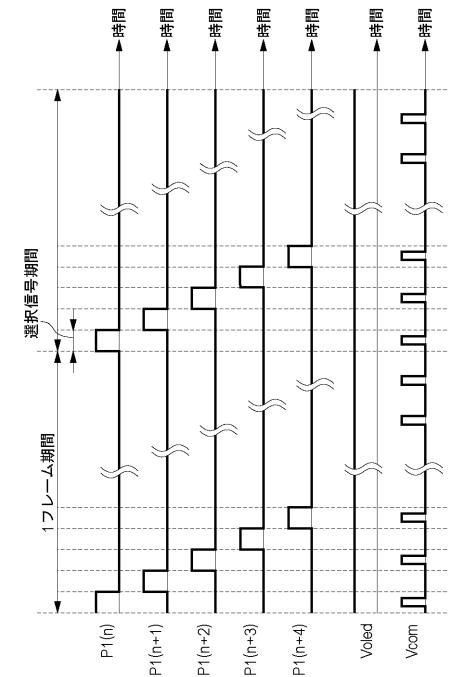 1フレーム期間
選択信号期間
P1(n)
時間
P1(n+1)
時間
P1(n+2)
時間
P1(n+3)
時間
P1(n+4)
時間
Voled
時間
Vcom
時間